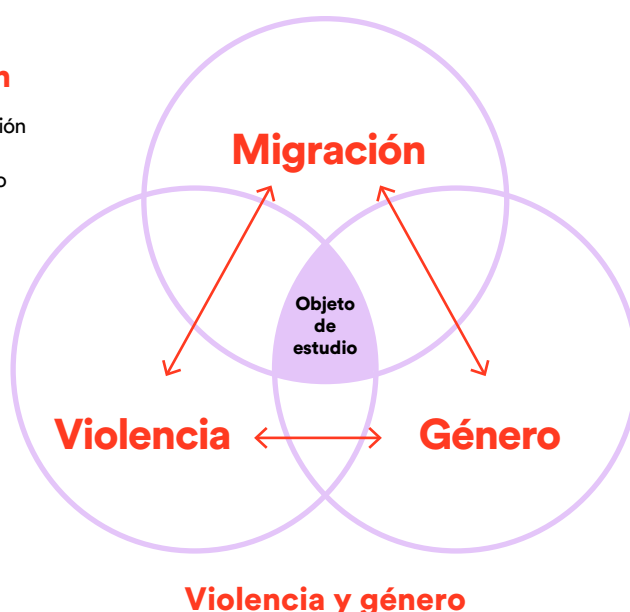 Migración
Objeto
de
estudio
Violencia
Género
Violencia y género